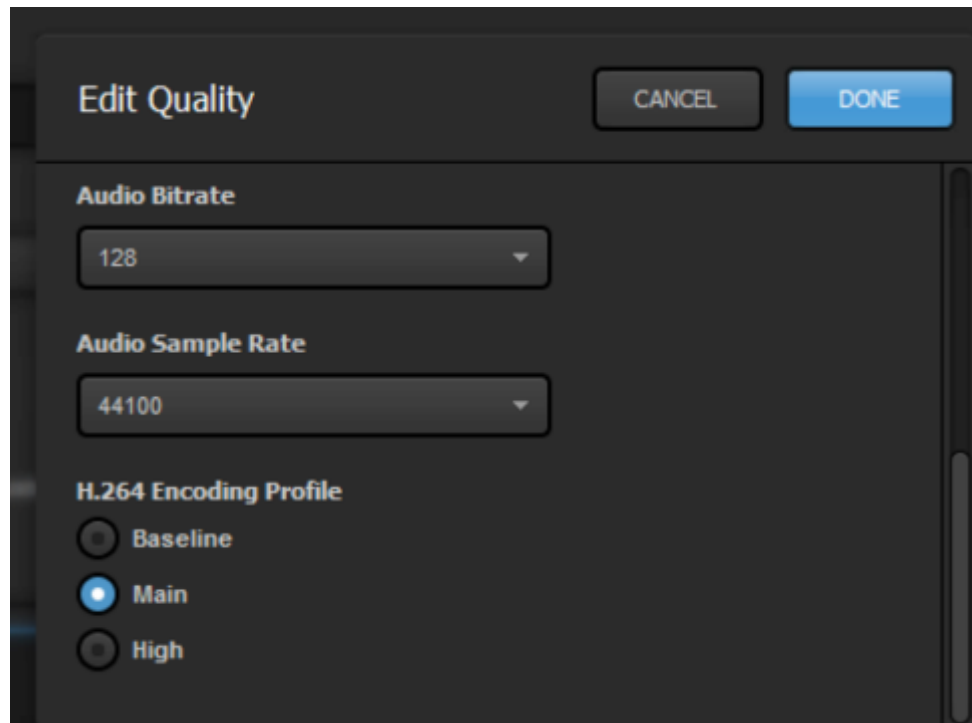 Edit Quality
CANCEL
DONE
Audio Bitrate
128
Audio Sample Rate
44100
H.264 Encoding Profile
Baseline
Main
High